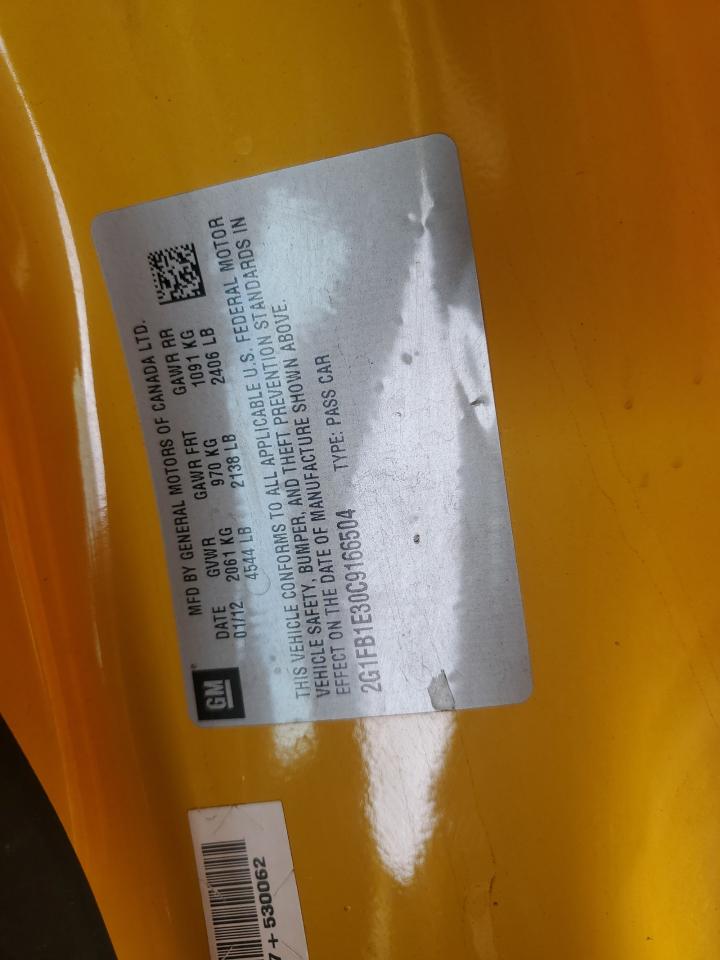 GM
MFD BY GENERAL MOTORS OF CANADA LTD.
DATE GVWR GAWR FRT GAWR RR
01/12 2061 KG 970 KG 1091 KG
4544 LB 2138 LB 2406 LB
THIS VEHICLE CONFORMS TO ALL APPLICABLE U.S. FEDERAL MOTOR
VEHICLE SAFETY, BUMPER, AND THEFT PREVENTION STANDARDS IN
EFFECT ON THE DATE OF MANUFACTURE SHOWN ABOVE.
2G1FB1E30C9166504 TYPE: PASS CAR
7+530062